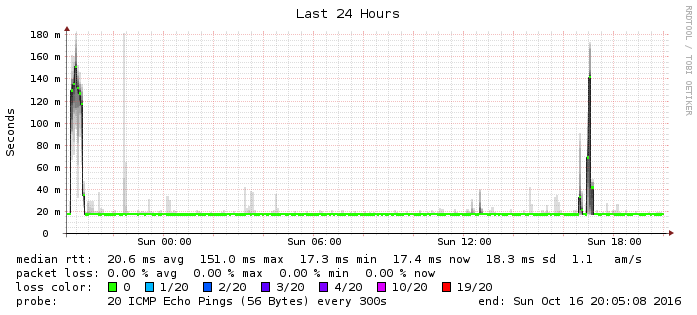 Last 24 Hours
RRDTOOL / TOBI OETIKER
Seconds
180 m
160 m
140 m
120 m
100 m
80 m
60 m
40 m
20 m
0
Sun 00:00 Sun 06:00 Sun 12:00 Sun 18:00
median rtt: 20.6 ms avg 151.0 ms max 17.3 ms min 17.4 ms now 18.3 ms sd 1.1 am/s
packet loss: 0.00 % avg 0.00 % max 0.00 % min 0.00 % now
loss color: 0 1/20 2/20 3/20 4/20 10/20 19/20
probe: 20 ICMP Echo Pings (56 Bytes) every 300s end: Sun Oct 16 20:05:08 2016